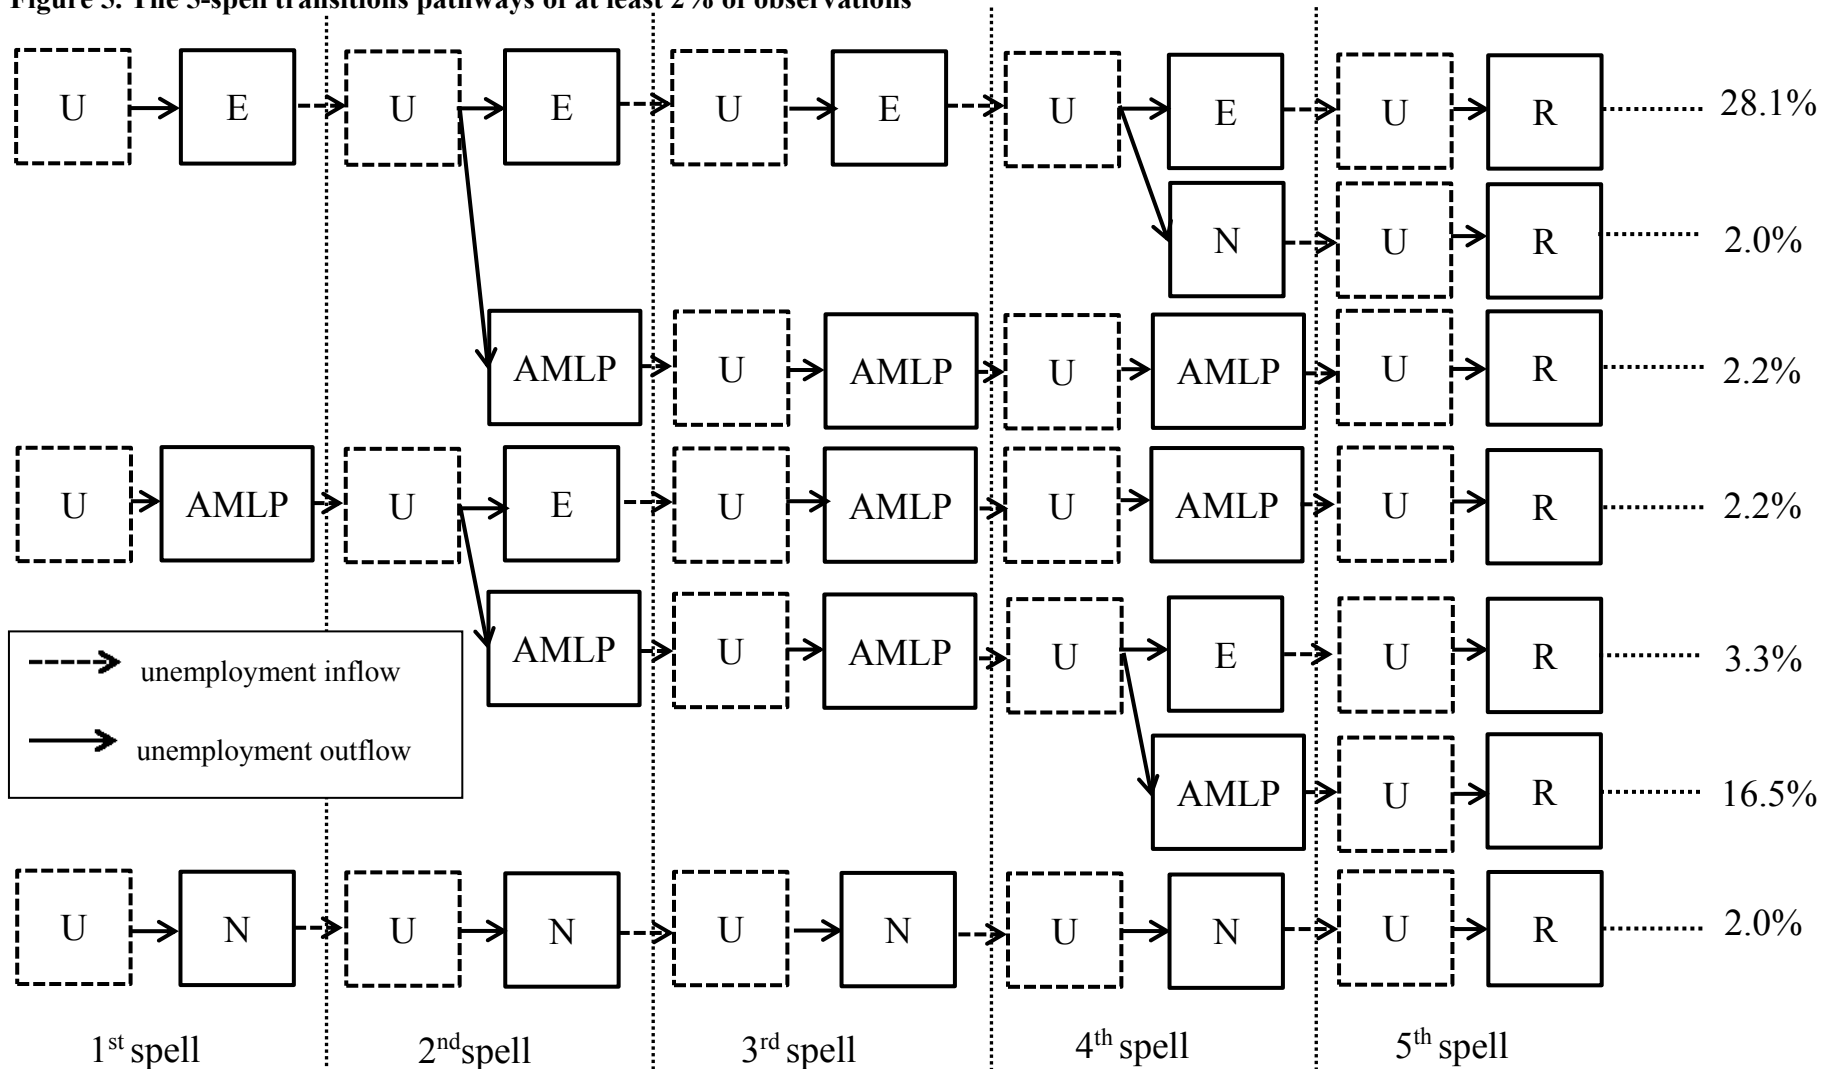 Figure 3. The 5-spell transitions pathways of at least 2% of observations
U E U E U E U E U R 28.1%
N U R 2.0%
AMLP U AMLP U AMLP U R 2.2%
U AMLP U E U AMLP U AMLP U R 2.2%
AMLP U AMLP U E U R 3.3%
unemployment inflow
unemployment outflow
AMLP U R 16.5%
U N U N U N U N U R 2.0%
1st spell 2nd spell 3rd spell 4th spell 5th spell